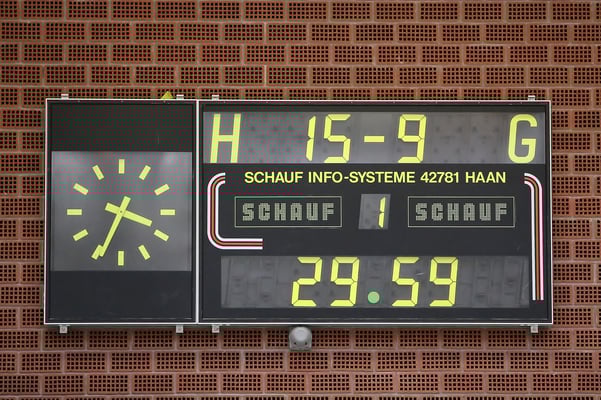 H 15-9 G
SCHAUF INFO-SYSTEME 42781 HAAN
SCHAUF 1 SCHAUF
29.59